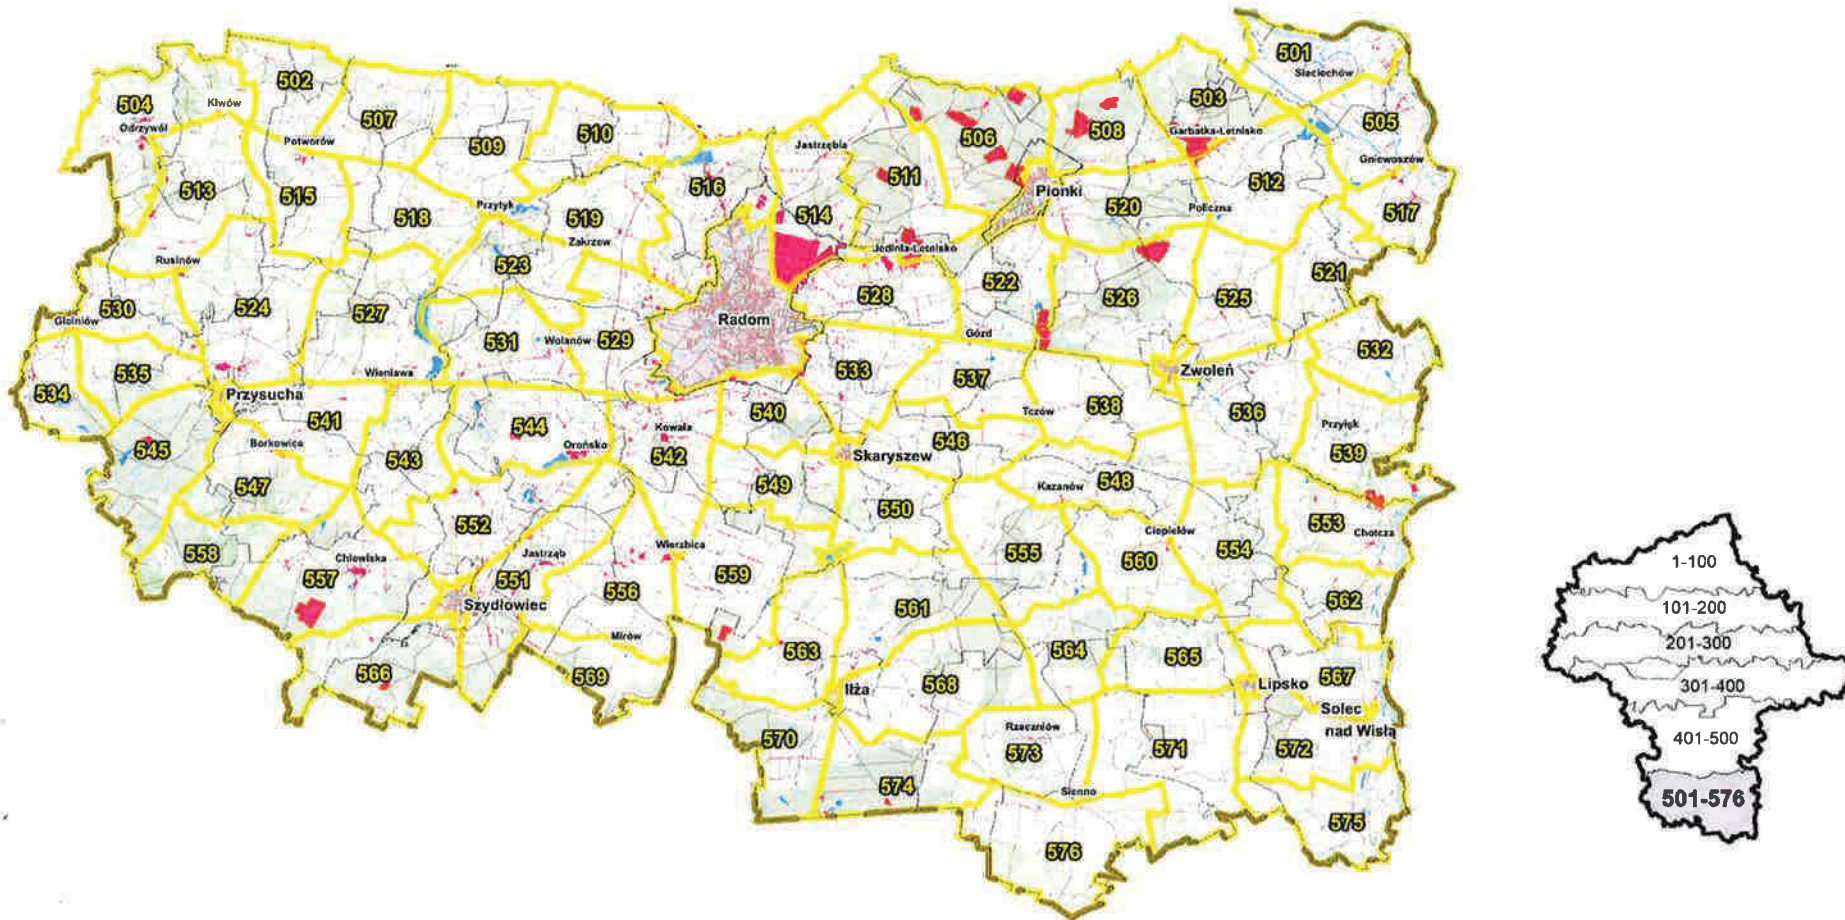 501
Sieciechów
502
504
Klwów
503
Odrzywół
507
510
506
508
505
Garbatka-Letnisko
Potworów
509
Jastrzębia
Gniewoszów
511
512
513
515
516
Pionki
518
Przytyk
519
514
520
Policzna
517
Zakrzew
Jedlnia-Letnisko
Rusinów
523
521
522
528
526
525
530
524
527
Radom
Gielniów
531
Wolanów
529
Gózd
532
535
Wieniawa
533
537
Zwoleń
534
Przysucha
538
536
541
540
Tczów
544
Kowala
Przyłęk
Borkowice
Orońsko
546
545
543
542
Skaryszew
539
547
549
Kazanów
548
550
552
553
Ciepielów
Chotcza
558
Chlewiska
Jastrząb
Wierzbica
555
560
554
557
551
559
556
Szydłowiec
561
562
Mirów
563
564
565
566
569
567
Iłża
568
Lipsko
Solec
nad Wisłą
570
Rzeczniów
573
571
572
574
Sienno
575
576
1-100
101-200
201-300
301-400
401-500
501-576